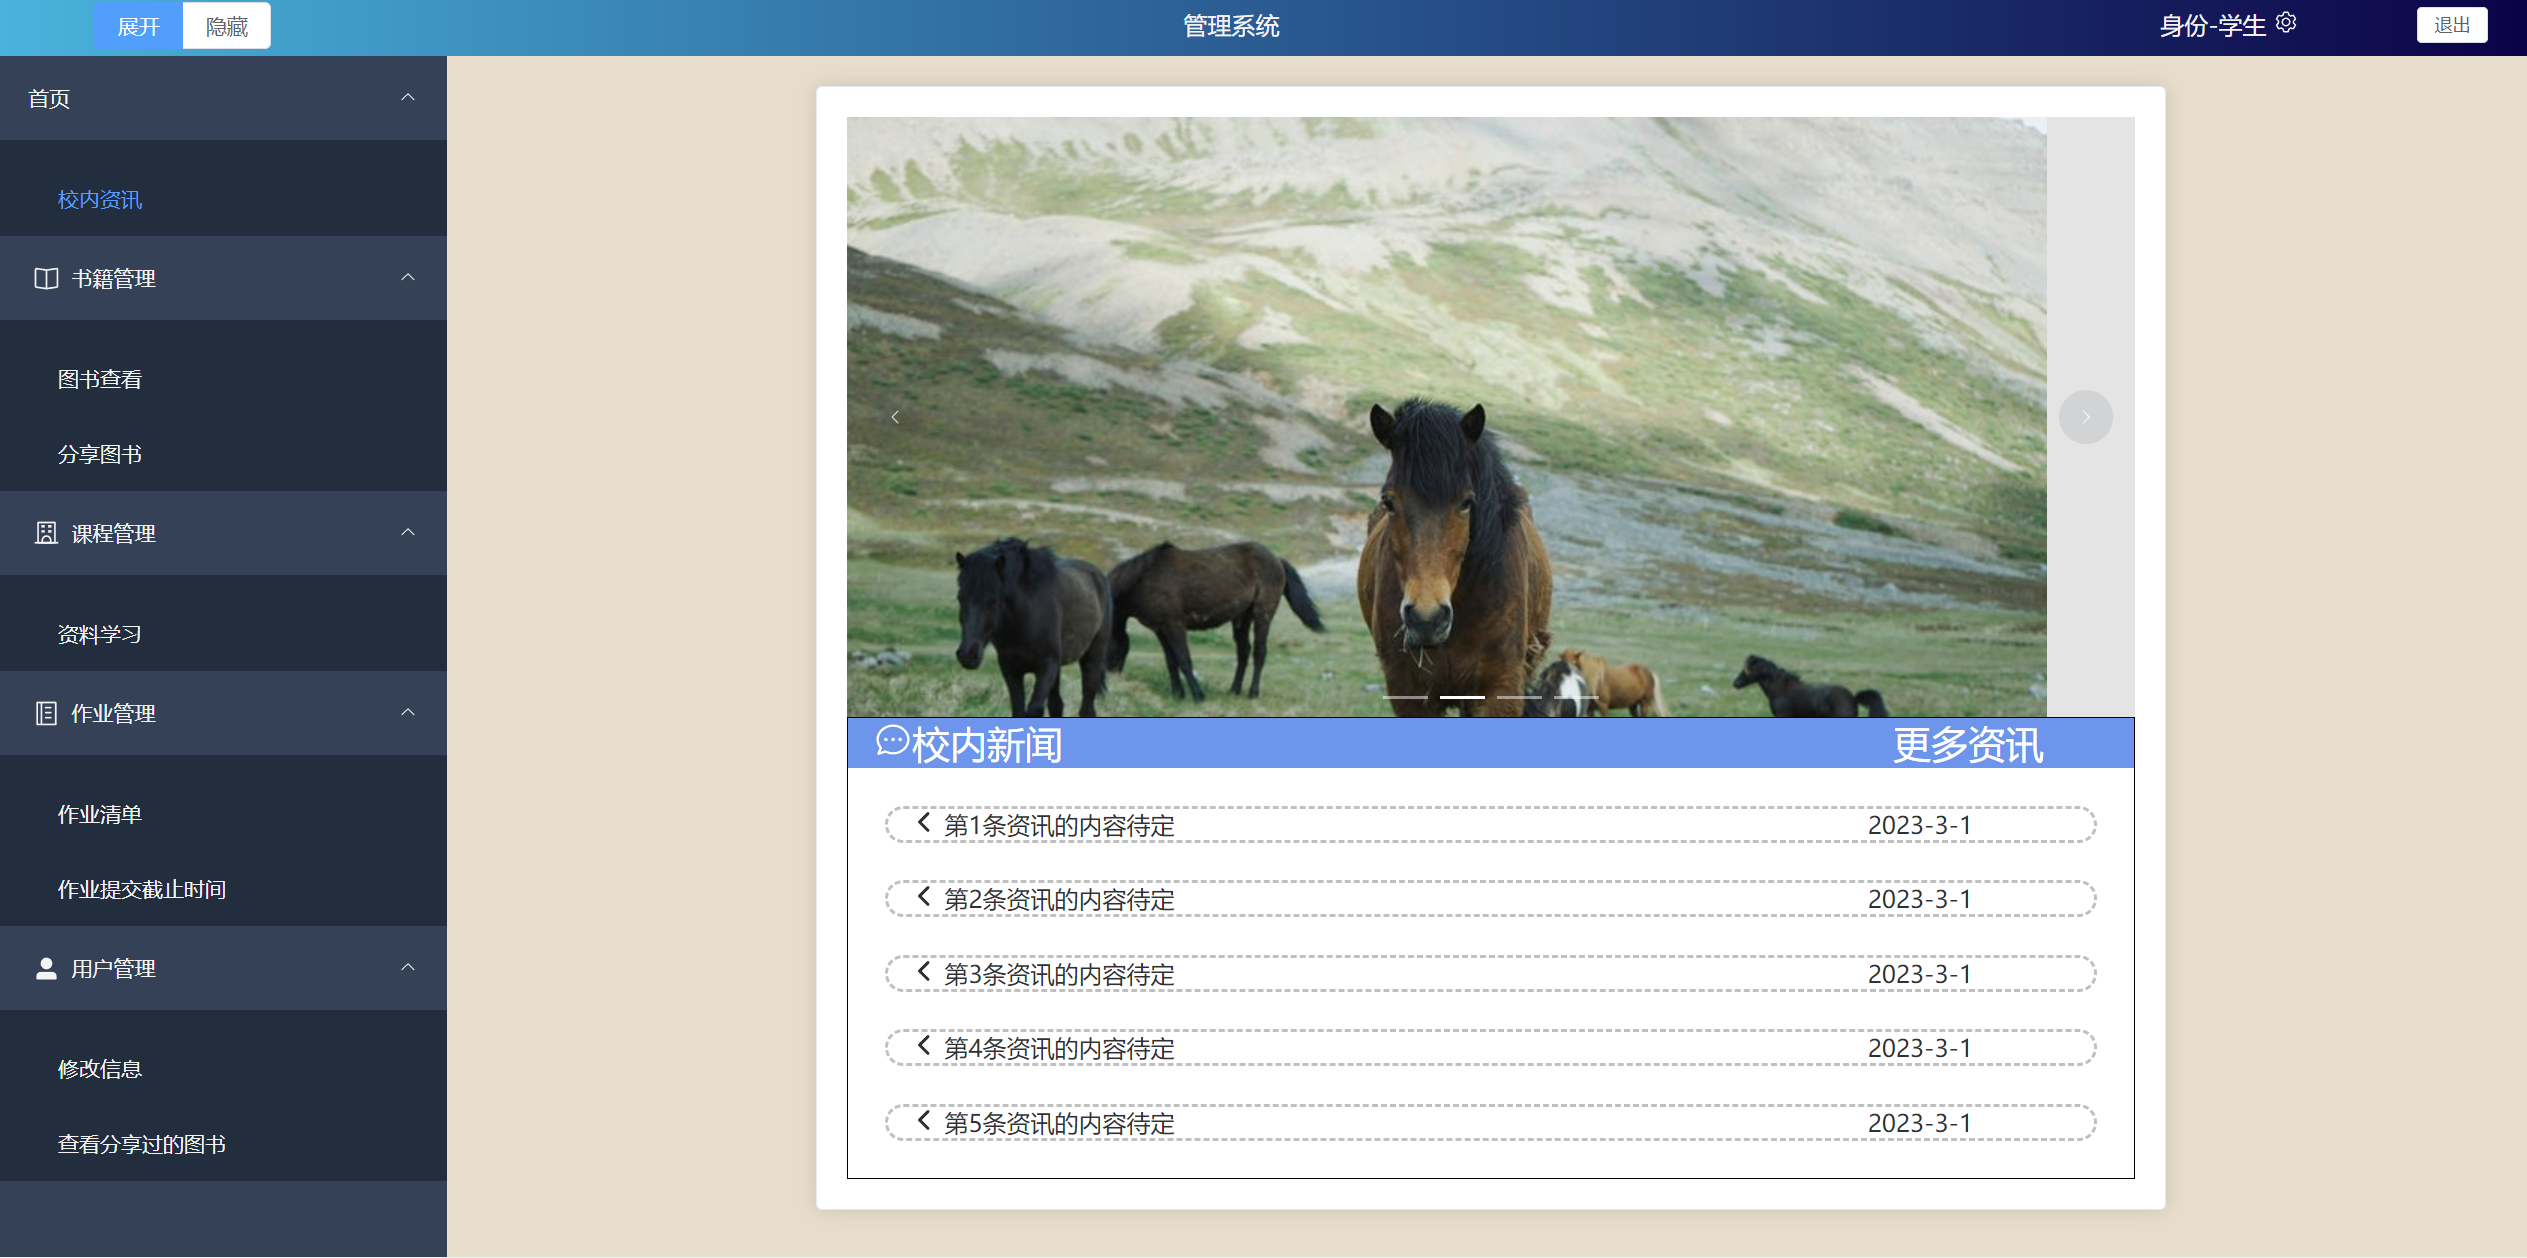 展开 隐藏 管理系统 身份-学生 退出
首页
校内资讯
书籍管理
图书查看
分享图书
课程管理
资料学习
作业管理
作业清单
作业提交截止时间
用户管理
修改信息
查看分享过的图书
校内新闻 更多资讯
第1条资讯的内容待定 2023-3-1
第2条资讯的内容待定 2023-3-1
第3条资讯的内容待定 2023-3-1
第4条资讯的内容待定 2023-3-1
第5条资讯的内容待定 2023-3-1